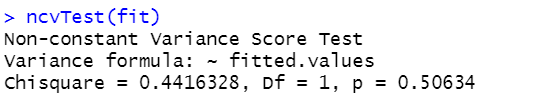 > ncvTest(fit)
Non-constant Variance Score Test
Variance formula: ~ fitted.values
Chisquare = 0.4416328, Df = 1, p = 0.50634